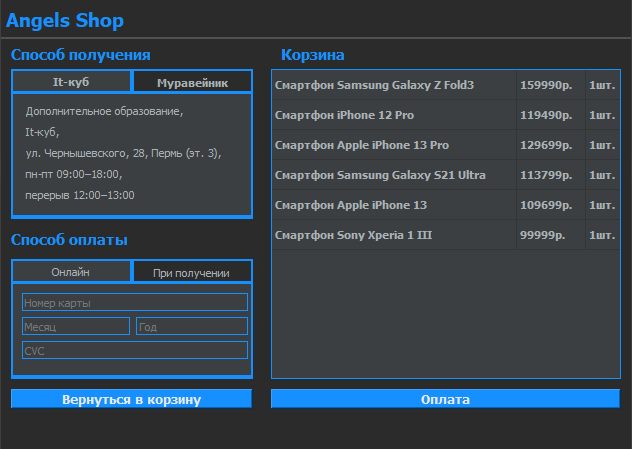 Angels Shop
Способ получения
It-куб
Муравейник
Дополнительное образование,
It-куб,
ул. Чернышевского, 28, Пермь (эт. 3),
пн-пт 09:00–18:00,
перерыв 12:00–13:00
Способ оплаты
Онлайн
При получении
Номер карты
Месяц
Год
CVC
Вернуться в корзину
Корзина
Смартфон Samsung Galaxy Z Fold3 159990р. 1шт.
Смартфон iPhone 12 Pro 119490р. 1шт.
Смартфон Apple iPhone 13 Pro 129699р. 1шт.
Смартфон Samsung Galaxy S21 Ultra 113799р. 1шт.
Смартфон Apple iPhone 13 109699р. 1шт.
Смартфон Sony Xperia 1 III 99999р. 1шт.
Оплата